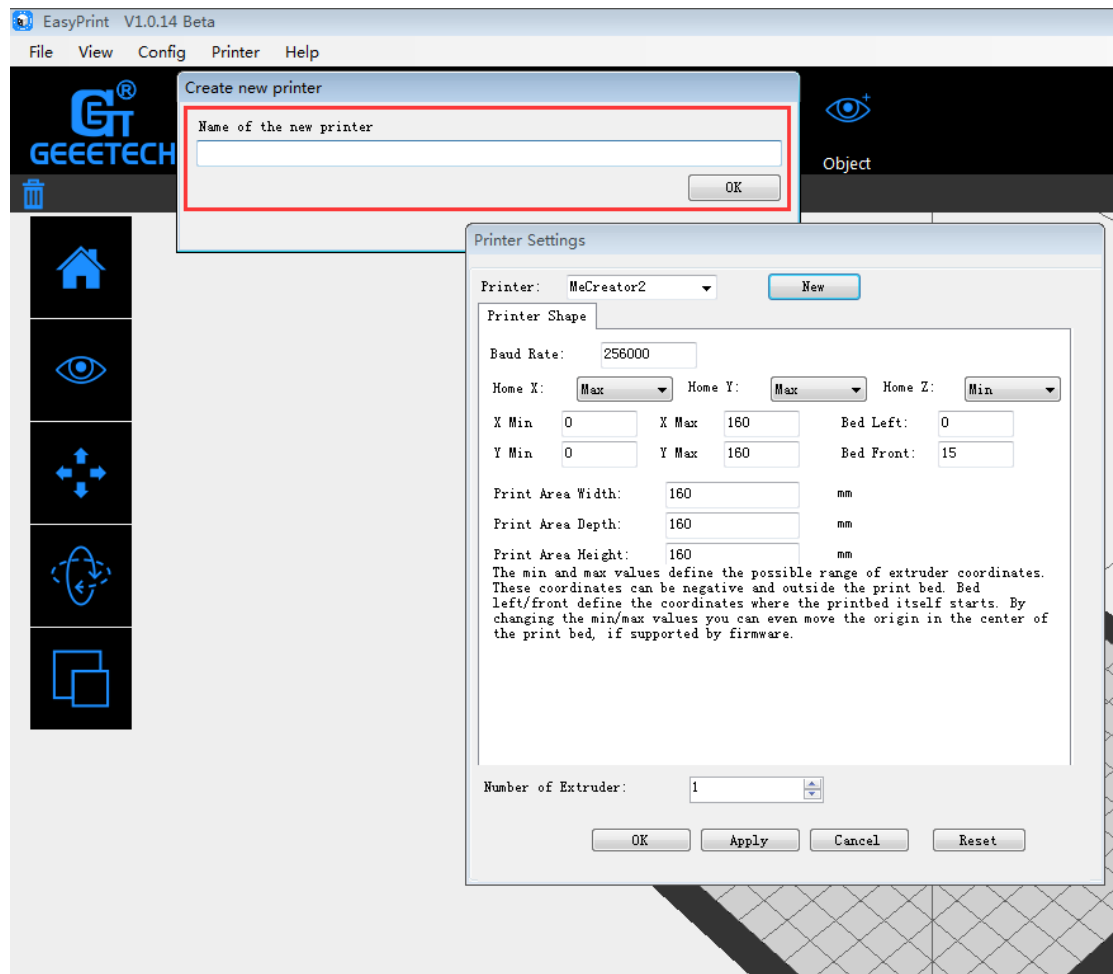 EasyPrint V1.0.14 Beta
File View Config Printer Help
GEEETECH
®
Create new printer
Name of the new printer
OK
Object
Printer Settings
Printer: MeCreator2 New
Printer Shape
Baud Rate: 256000
Home X: Max Home Y: Max Home Z: Min
X Min 0 X Max 160 Bed Left: 0
Y Min 0 Y Max 160 Bed Front: 15
Print Area Width: 160 mm
Print Area Depth: 160 mm
Print Area Height: 160 mm
The min and max values define the possible range of extruder coordinates.
These coordinates can be negative and outside the print bed. Bed
left/front define the coordinates where the printbed itself starts. By
changing the min/max values you can even move the origin in the center of
the print bed, if supported by firmware.
Number of Extruder: 1
OK Apply Cancel Reset